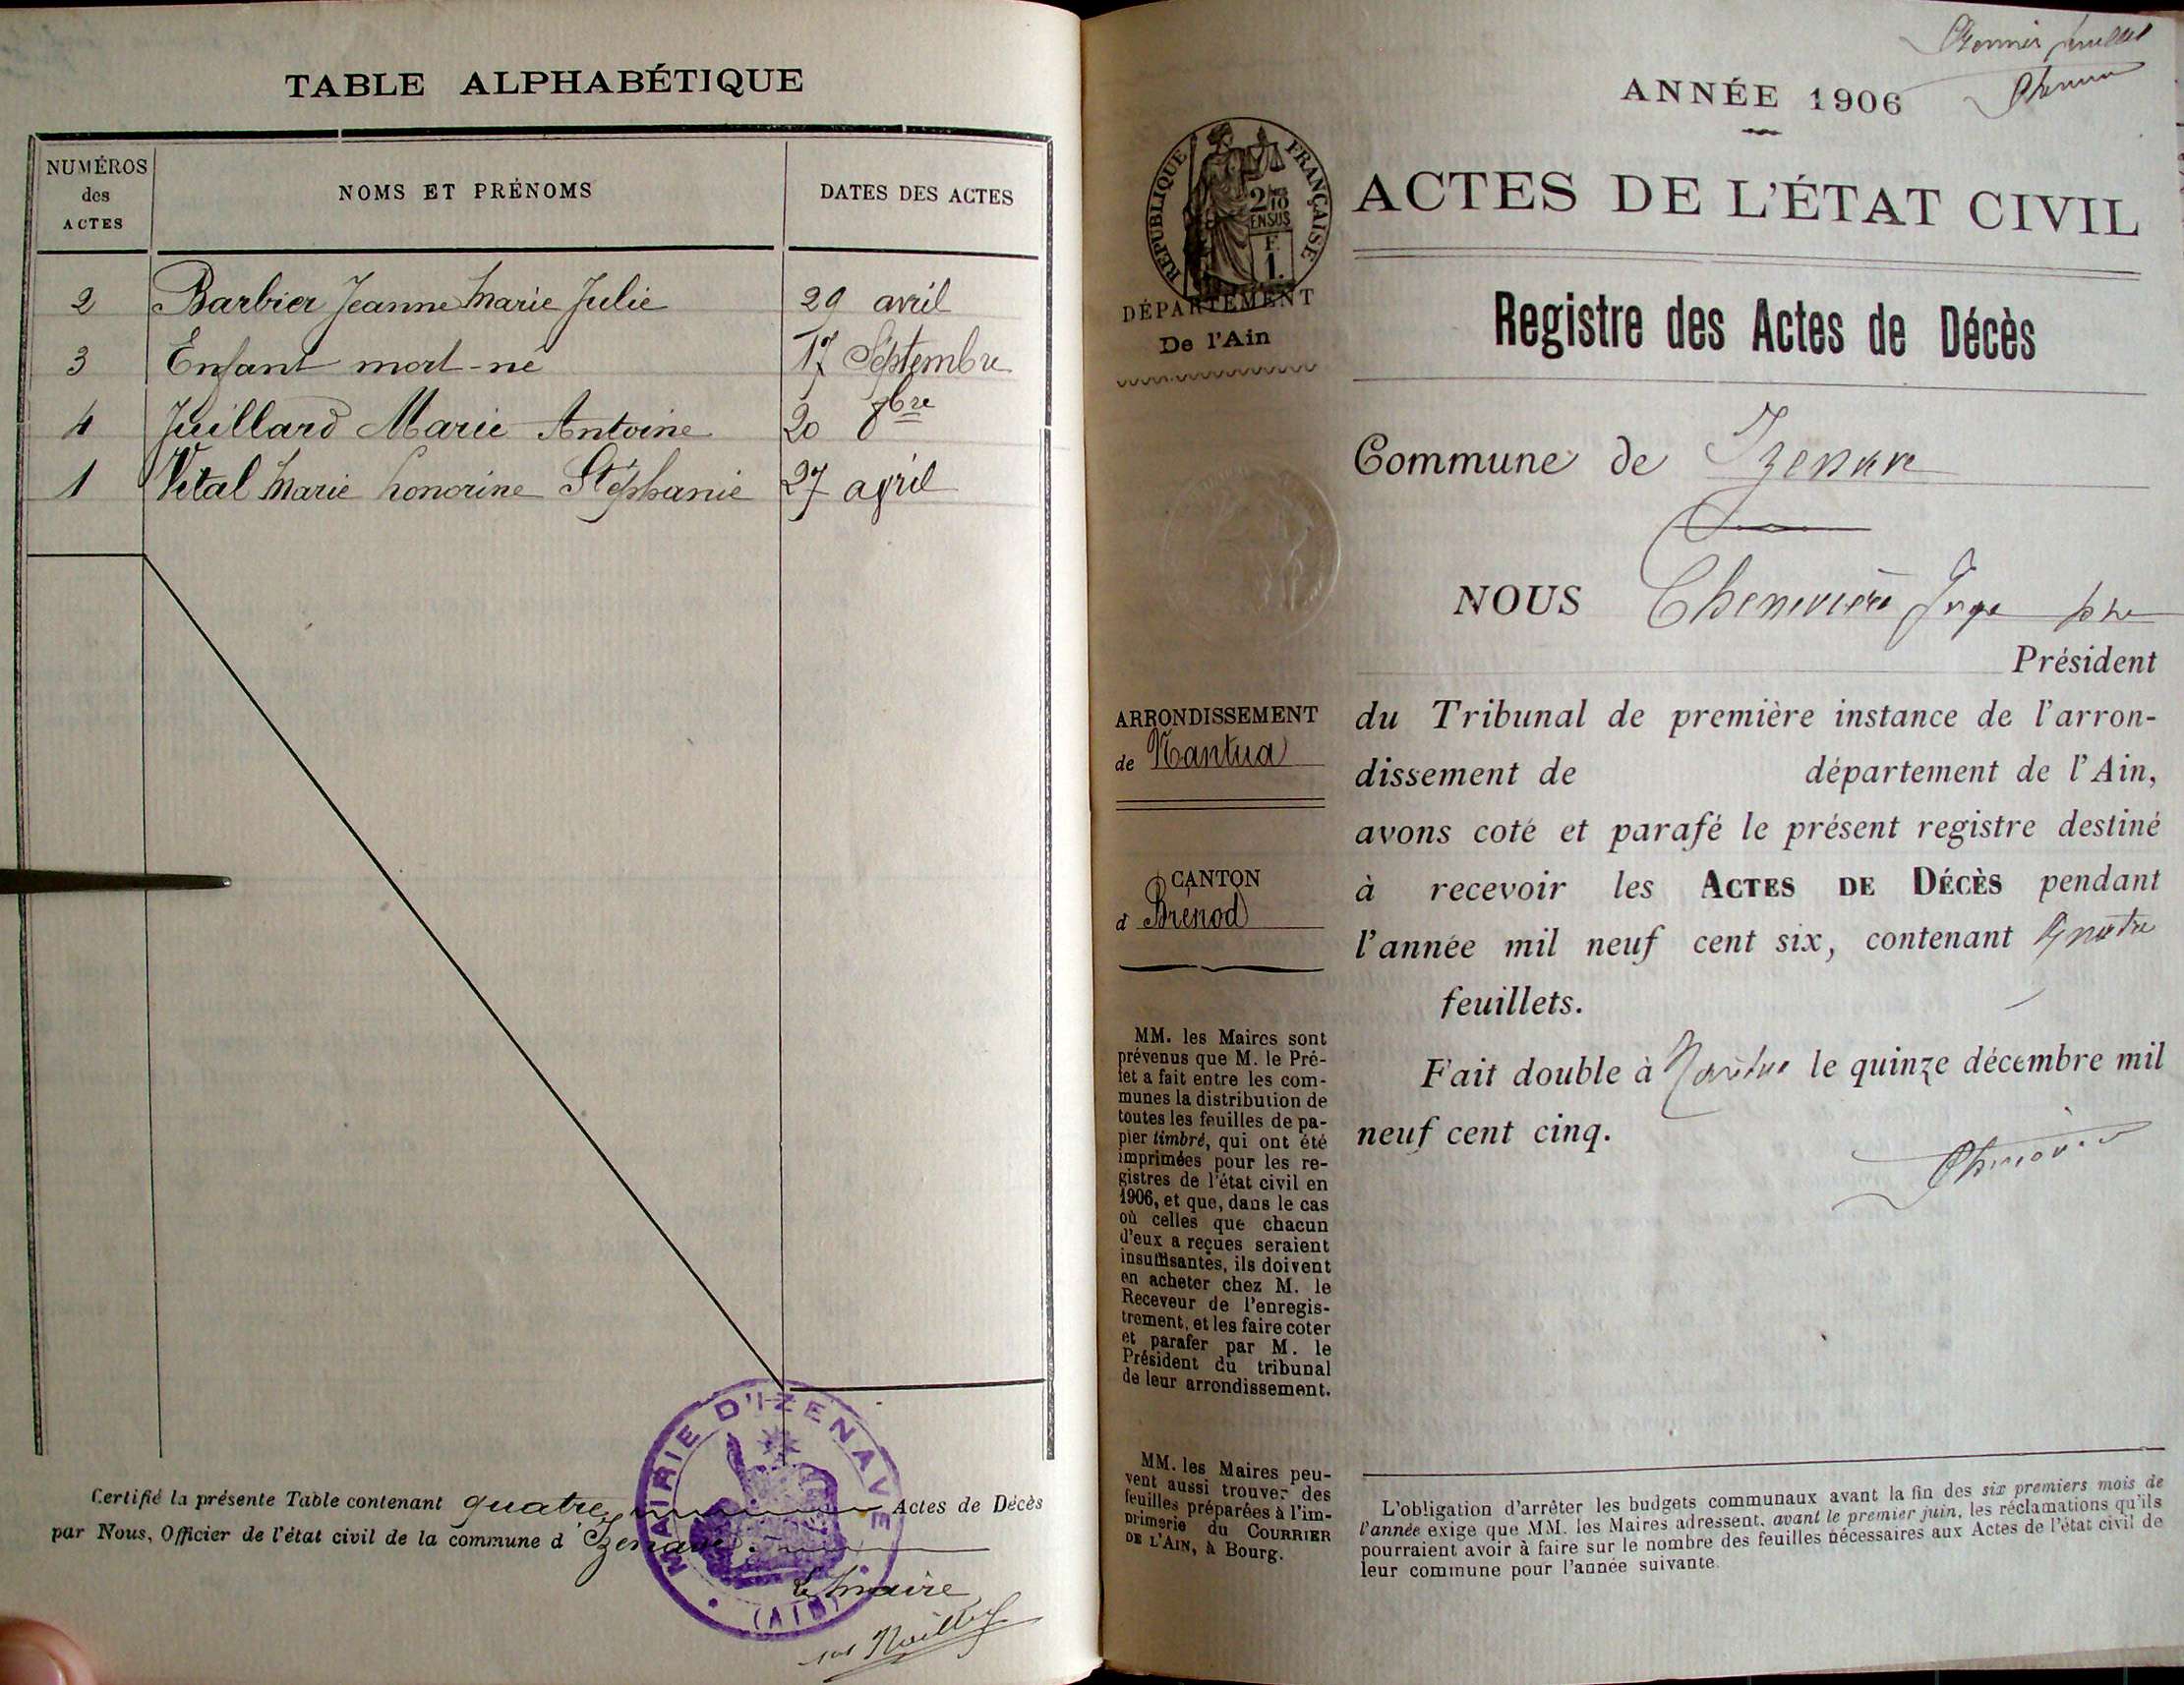 TABLE ALPHABÉTIQUE
NUMÉROS des ACTES
NOMS ET PRÉNOMS
DATES DES ACTES
2 Barbier Jeanne Marie Julie 29 avril
3 Enfant mort-né 17 Septembre
4 Juillard Marie Antoine 20 8bre
1 Vital Marie honorine Stéphanie 27 avril
Certifié la présente Table contenant quatre Actes de Décès
par Nous, Officier de l'état civil de la commune d'Izenave
MAIRIE D'IZENAVE
(AIN)
Le Maire
Premier feuillet
ANNÉE 1906
RÉPUBLIQUE FRANÇAISE
2/10
EN SUS
F.
1.
ACTES DE L'ÉTAT CIVIL
DÉPARTEMENT
De l'Ain
Registre des Actes de Décès
Commune de Izenave
NOUS Chenevière Juge
Président
ARRONDISSEMENT
de Nantua
du Tribunal de première instance de l'arron-
dissement de département de l'Ain,
avons coté et parafé le présent registre destiné
CANTON
d Brenod
à recevoir les ACTES DE DÉCÈS pendant
l'année mil neuf cent six, contenant quatre
feuillets.
Fait double à Nantua le quinze décembre mil
neuf cent cinq.
MM. les Maires sont
prévenus que M. le Pré-
fet a fait entre les com-
munes la distribution de
toutes les feuilles de pa-
pier timbré, qui ont été
imprimées pour les re-
gistres de l'état civil en
1906, et que, dans le cas
où celles que chacun
d'eux a reçues seraient
insuffisantes, ils doivent
en acheter chez M. le
Receveur de l'enregis-
trement, et les faire coter
et parafer par M. le
Président du tribunal
de leur arrondissement.
MM. les Maires peu-
vent aussi trouver des
feuilles préparées à l'im-
primerie du COURRIER
DE L'AIN, à Bourg.
L'obligation d'arrêter les budgets communaux avant la fin des six premiers mois de
l'année exige que MM. les Maires adressent, avant le premier juin, les réclamations qu'ils
pourraient avoir à faire sur le nombre des feuilles nécessaires aux Actes de l'état civil de
leur commune pour l'année suivante.